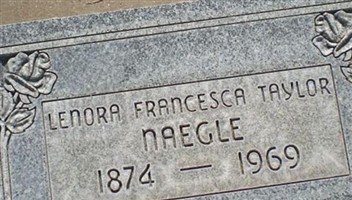 LENORA FRANCESCA TAYLOR
NAEGLE
1874 — 1969